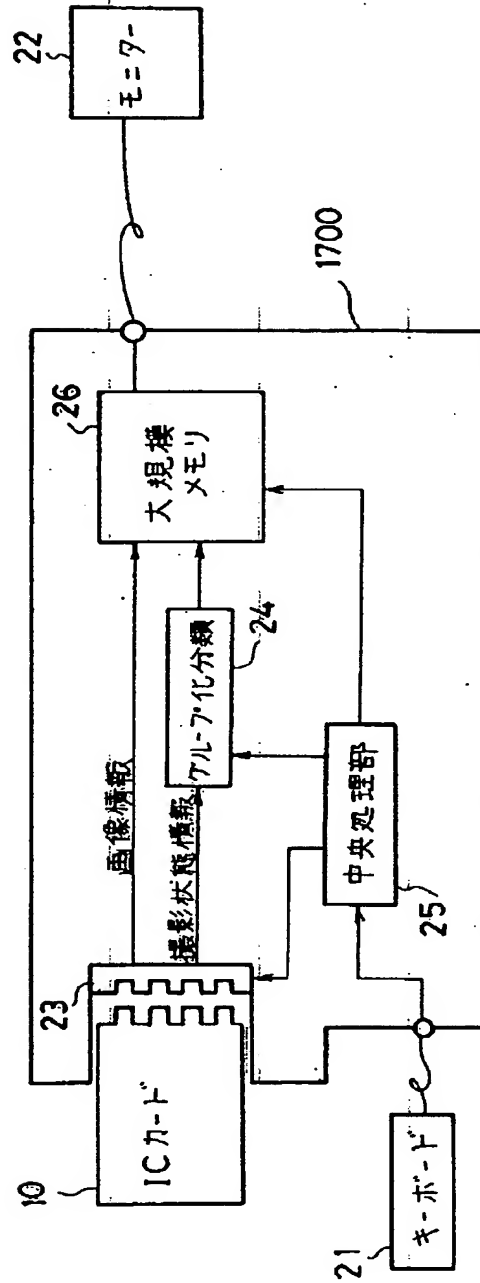 10
ICカード
23
画像情報
撮影状態情報
グループ化分類
24
26
大規模
メモリ
22
モニター
1700
21
キーボード
中央処理部
25